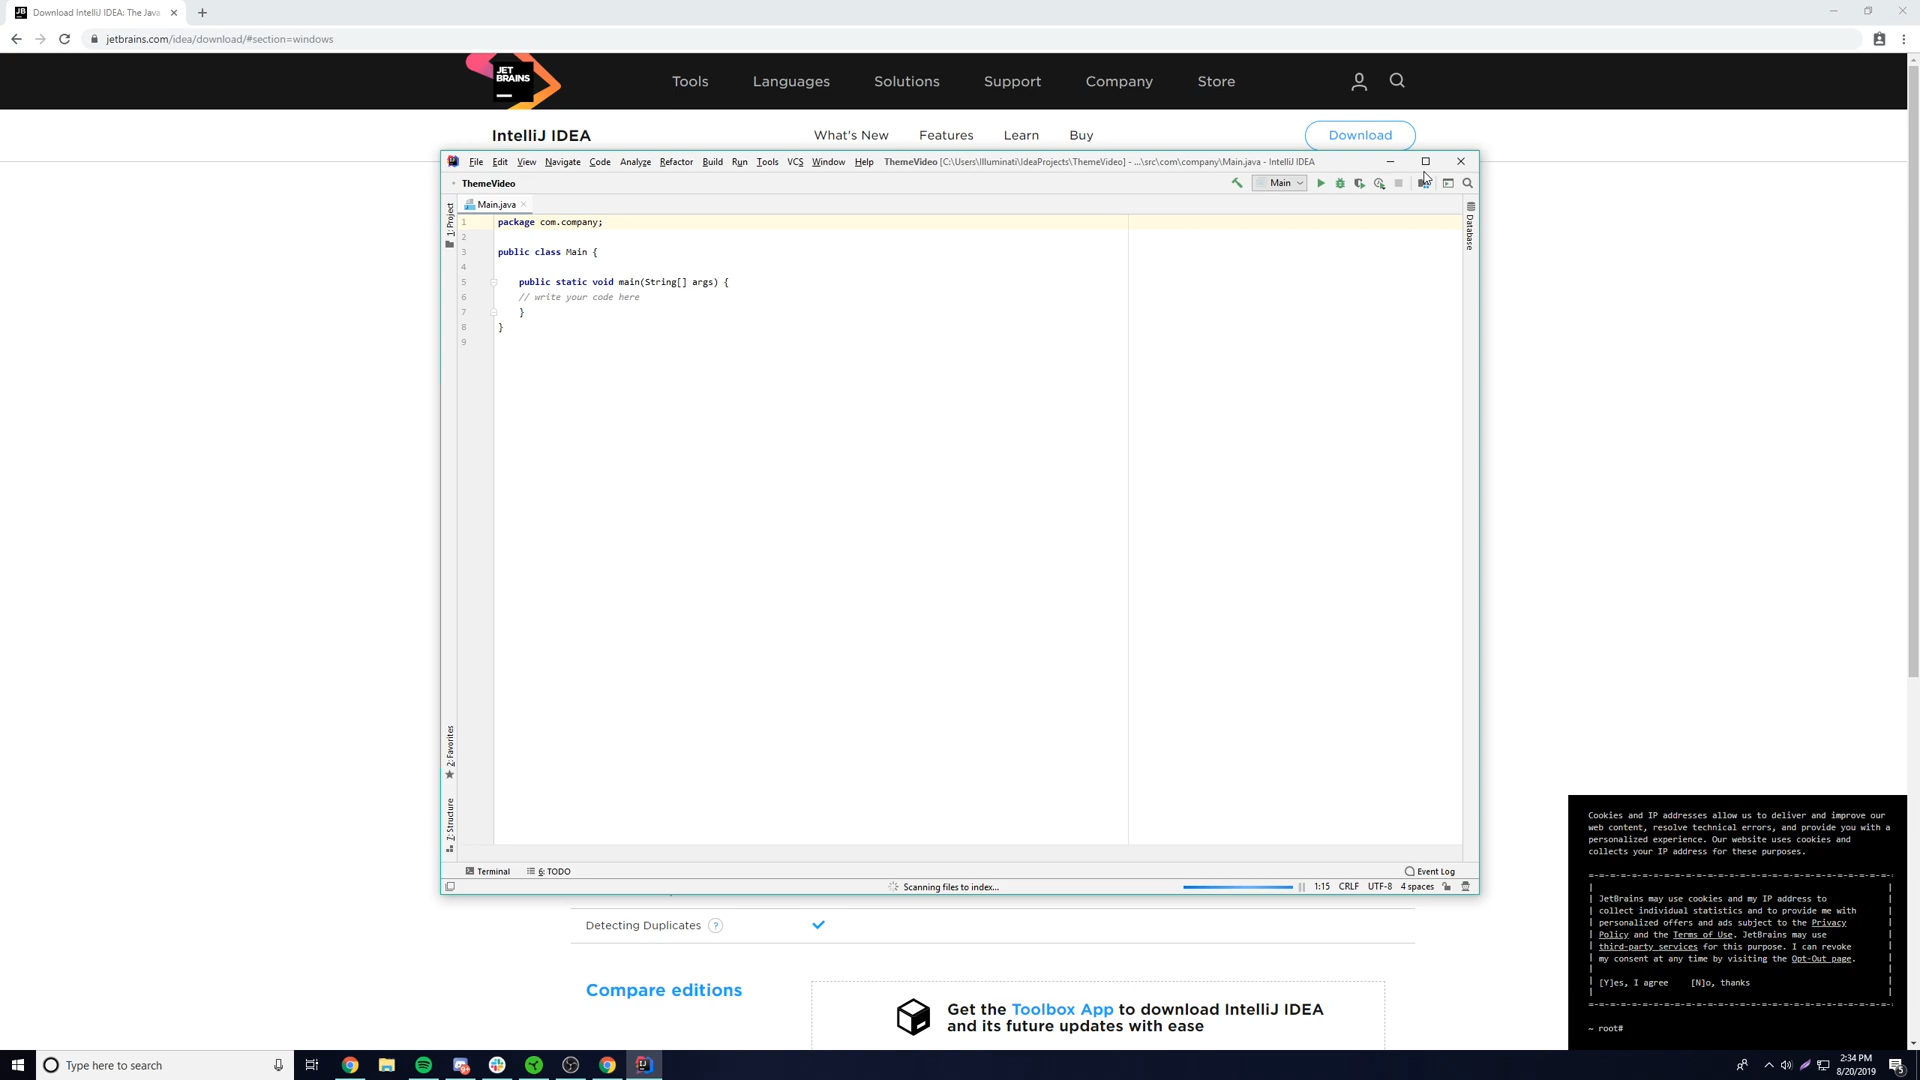 Download IntelliJ IDEA: The Java
jetbrains.com/idea/download/#section=windows
JET BRAINS
Tools Languages Solutions Support Company Store
IntelliJ IDEA What's New Features Learn Buy Download
File Edit View Navigate Code Analyze Refactor Build Run Tools VCS Window Help ThemeVideo [C:\Users\Illuminati\IdeaProjects\ThemeVideo] - ...\src\com\company\Main.java - IntelliJ IDEA
ThemeVideo Main
Main.java
1: Project
Database
1 package com.company;
2
3 public class Main {
4
5 public static void main(String[] args) {
6 // write your code here
7 }
8 }
9
2: Favorites
7: Structure
Terminal 6: TODO Event Log
Scanning files to index... 1:15 CRLF UTF-8 4 spaces
Detecting Duplicates ?
Compare editions
Get the Toolbox App to download IntelliJ IDEA
and its future updates with ease
Cookies and IP addresses allow us to deliver and improve our
web content, resolve technical errors, and provide you with a
personalized experience. Our website uses cookies and
collects your IP address for these purposes.
JetBrains may use cookies and my IP address to
collect individual statistics and to provide me with
personalized offers and ads subject to the Privacy
Policy and the Terms of Use. JetBrains may use
third-party services for this purpose. I can revoke
my consent at any time by visiting the Opt-Out page.
[Y]es, I agree [N]o, thanks
~ root#
Type here to search
2:34 PM
8/20/2019
5